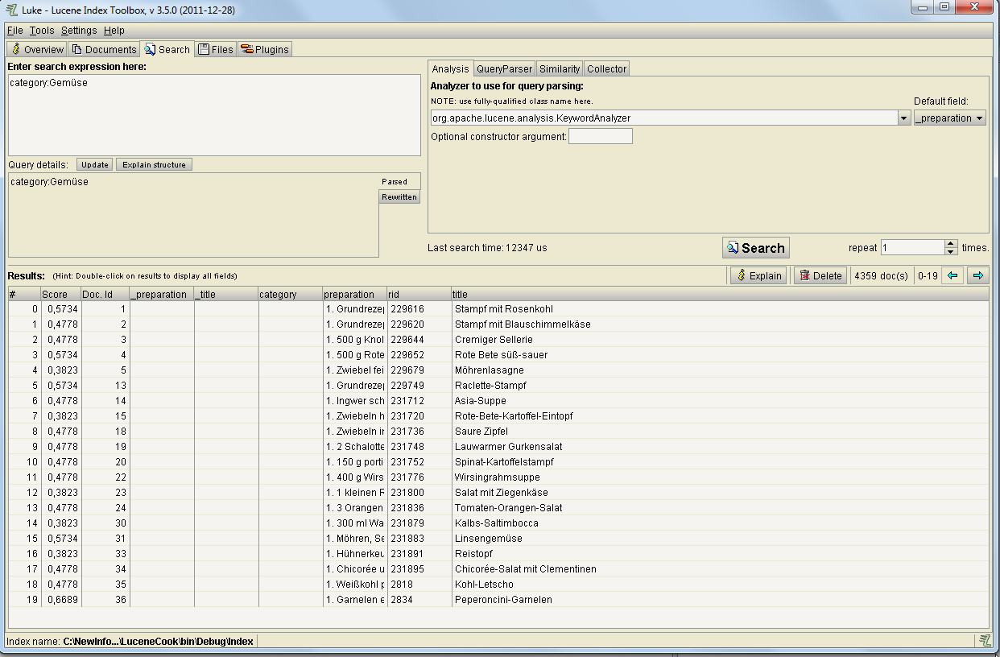 Luke - Lucene Index Toolbox, v 3.5.0 (2011-12-28)
File Tools Settings Help
Overview Documents Search Files Plugins
Enter search expression here:
category:Gemüse
Analysis QueryParser Similarity Collector
Analyzer to use for query parsing:
NOTE: use fully-qualified class name here.
Default field:
org.apache.lucene.analysis.KeywordAnalyzer
_preparation
Optional constructor argument:
Query details: Update Explain structure
category:Gemüse
Parsed
Rewritten
Last search time: 12347 us
Search
repeat 1 times.
Results: (Hint: Double-click on results to display all fields)
Explain Delete 4359 doc(s) 0-19
# Score Doc. Id _preparation _title category preparation rid title
0 0,5734 1 1. Grundrezep 229616 Stampf mit Rosenkohl
1 0,4778 2 1. Grundrezep 229620 Stampf mit Blauschimmelkäse
2 0,4778 3 1. 500 g Knol 229644 Cremiger Sellerie
3 0,5734 4 1. 500 g Rote 229652 Rote Bete süß-sauer
4 0,3823 5 1. Zwiebel fei 229679 Möhrenlasagne
5 0,5734 13 1. Grundrezep 229749 Raclette-Stampf
6 0,4778 14 1. Ingwer sch 231712 Asia-Suppe
7 0,3823 15 1. Zwiebeln h 231720 Rote-Bete-Kartoffel-Eintopf
8 0,4778 18 1. Zwiebeln in 231736 Saure Zipfel
9 0,4778 19 1. 2 Schalotte 231748 Lauwarmer Gurkensalat
10 0,4778 20 1. 150 g porti 231752 Spinat-Kartoffelstampf
11 0,4778 22 1. 400 g Wirs 231776 Wirsingrahmsuppe
12 0,3823 23 1. 1 kleinen R 231800 Salat mit Ziegenkäse
13 0,4778 24 1. 3 Orangen 231836 Tomaten-Orangen-Salat
14 0,3823 30 1. 300 ml Wa 231879 Kalbs-Saltimbocca
15 0,5734 31 1. Möhren, Se 231883 Linsengemüse
16 0,3823 33 1. Hühnerkeu 231891 Reistopf
17 0,4778 34 1. Chicorée u 231895 Chicorée-Salat mit Clementinen
18 0,4778 35 1. Weißkohl p 2818 Kohl-Letscho
19 0,6689 36 1. Garnelen e 2834 Peperoncini-Garnelen
Index name: C:\NewInfo...\LuceneCook\bin\Debug\Index